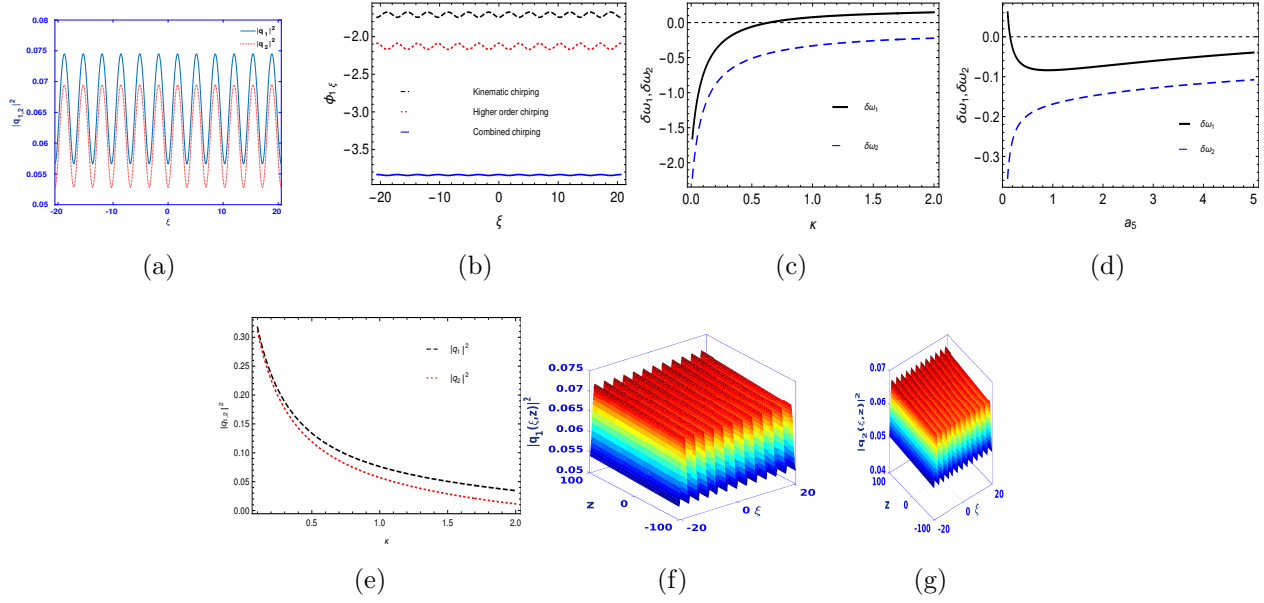 0.08
0.075
0.07
0.065
0.06
0.055
0.05
|q1,2|²
|q1|²
|q2|²
-20 -10 0 10 20
ξ
(a)
−2.0
−2.5
−3.0
−3.5
ϕ1 ξ
Kinematic chirping
Higher order chirping
Combined chirping
−20 −15 −10 −5 0 5 10 15 20
ξ
(b)
0.0
−0.5
−1.0
−1.5
−2.0
δω1, δω2
δω1
δω2
0.0 0.5 1.0 1.5 2.0
κ
(c)
0.0
−0.1
−0.2
−0.3
δω1, δω2
δω1
δω2
0 1 2 3 4 5
a5
(d)
0.30
0.25
0.20
0.15
0.10
0.05
0.00
|q1,2|²
|q1|²
|q2|²
0.5 1.0 1.5 2.0
κ
(e)
0.075
0.07
0.065
0.06
0.055
0.05
|q1(ξ,z)|²
100
0
-100
z
-20
0
20
ξ
(f)
0.07
0.06
0.05
0.04
|q2(ξ,z)|²
100
0
-100
z
-20
0
20
ξ
(g)